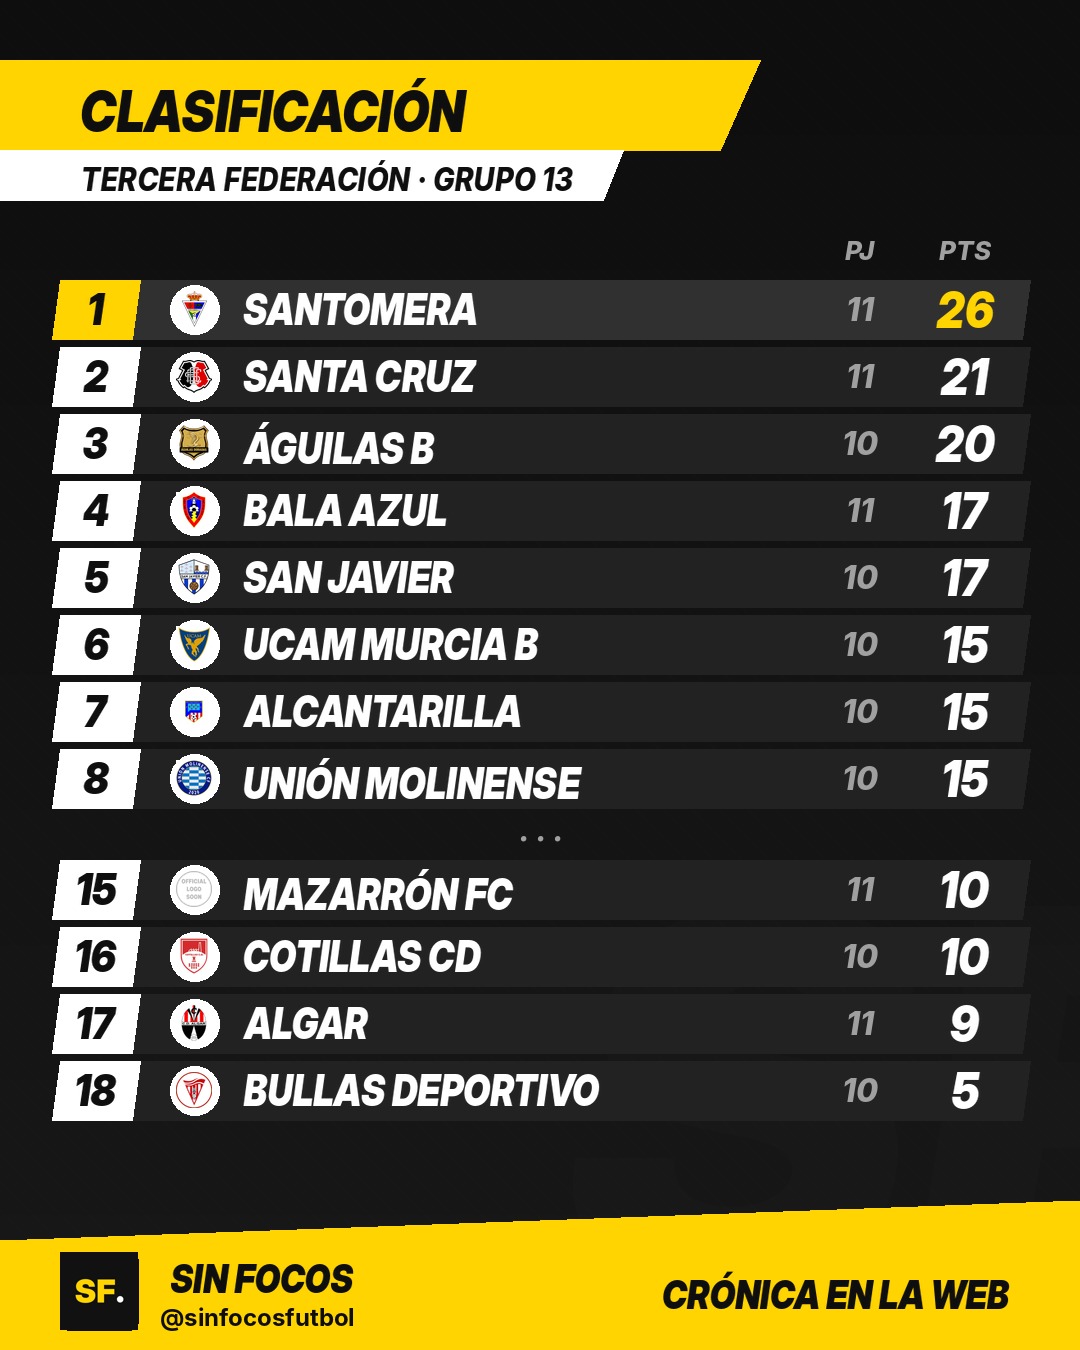 CLASIFICACIÓN
TERCERA FEDERACIÓN · GRUPO 13
PJ PTS
1 SANTOMERA 11 26
2 SANTA CRUZ 11 21
3 ÁGUILAS B 10 20
4 BALA AZUL 11 17
5 SAN JAVIER 10 17
6 UCAM MURCIA B 10 15
7 ALCANTARILLA 10 15
8 UNIÓN MOLINENSE 10 15
...
15 OFFICIAL LOGO SOON MAZARRÓN FC 11 10
16 COTILLAS CD 10 10
17 ALGAR 11 9
18 BULLAS DEPORTIVO 10 5
SF. SIN FOCOS
@sinfocosfutbol
CRÓNICA EN LA WEB